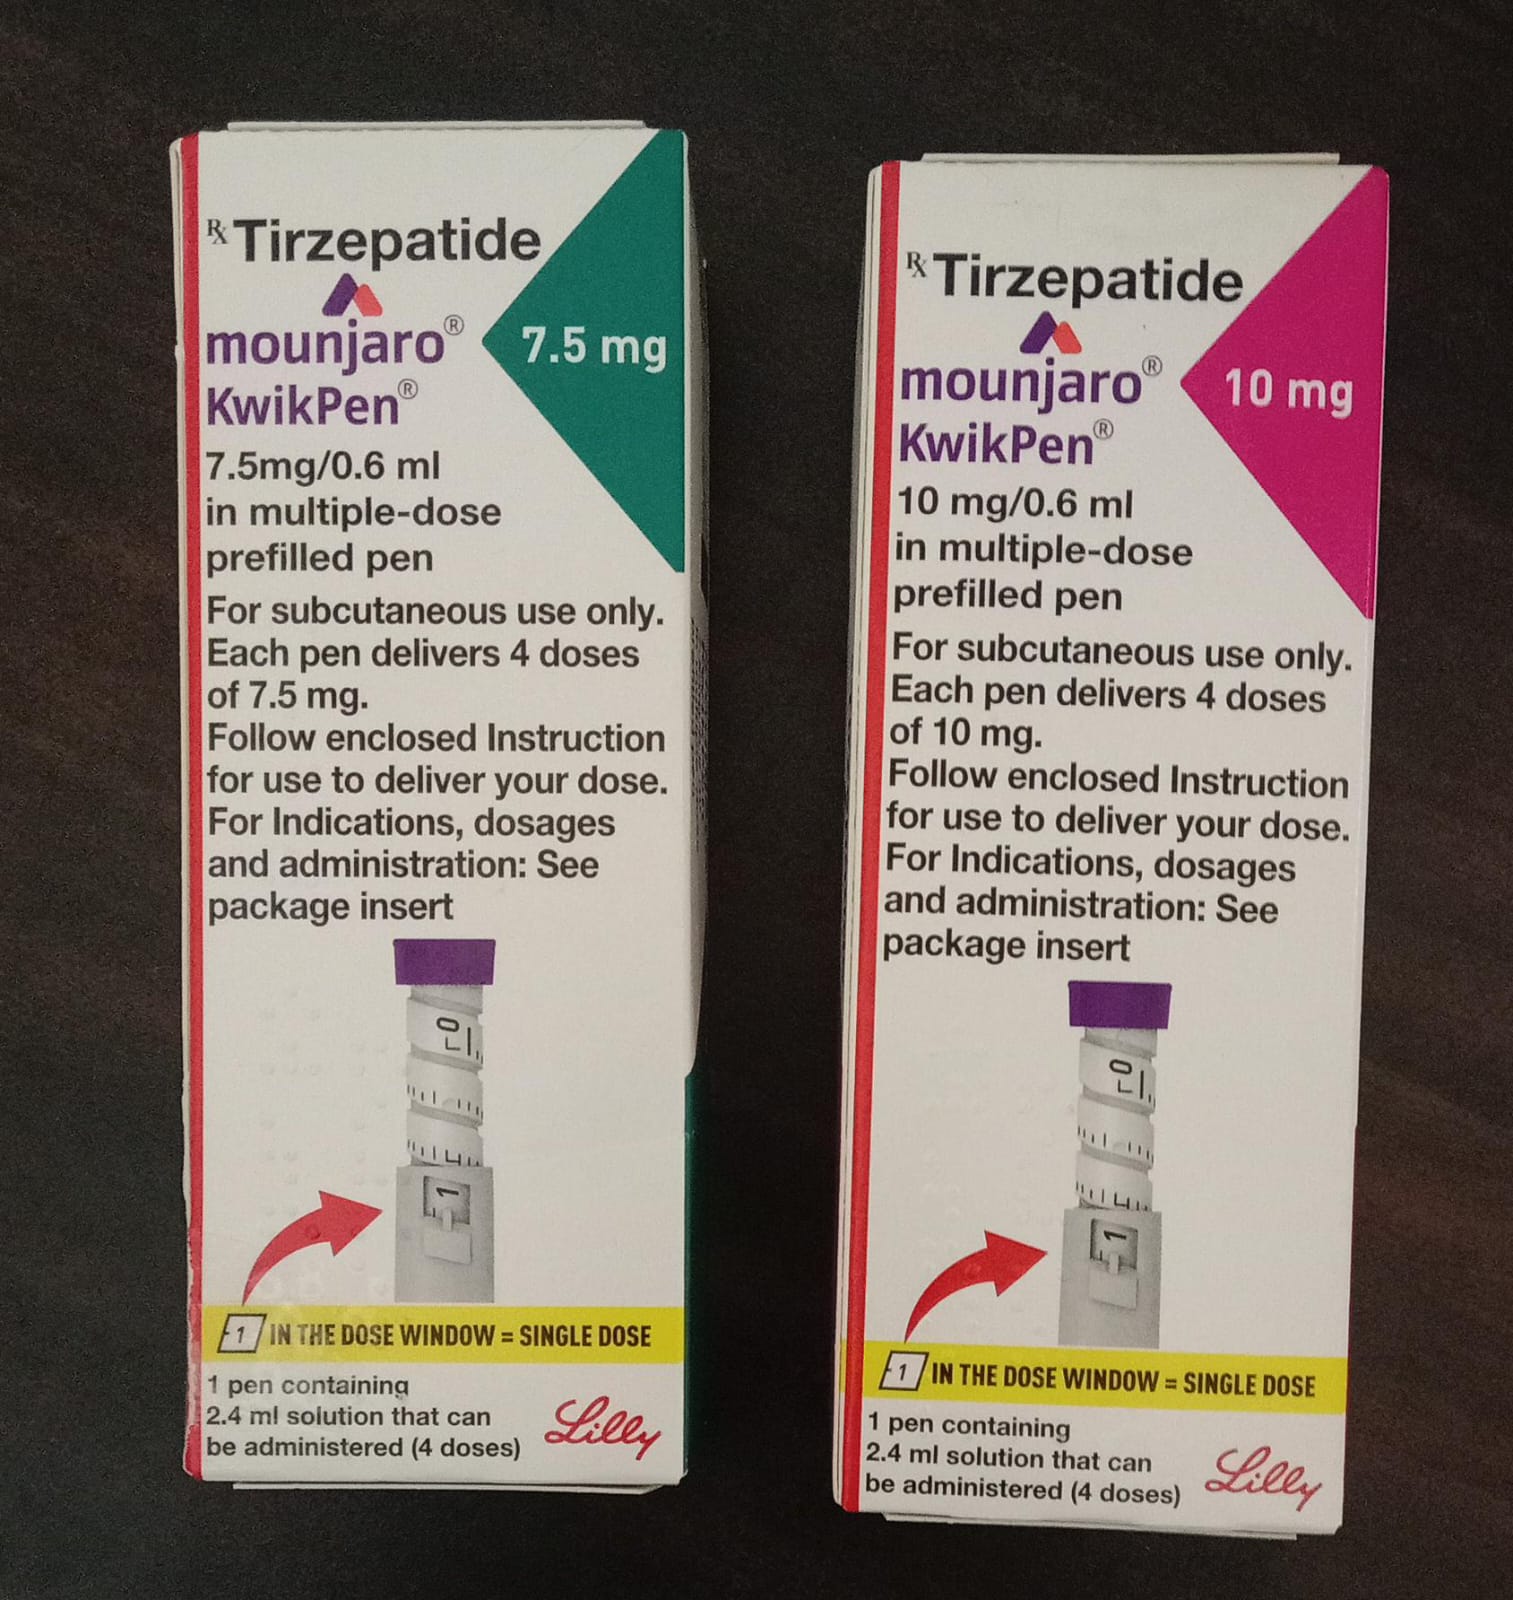 ℞ Tirzepatide
mounjaro®
KwikPen®
7.5 mg
7.5mg/0.6 ml
in multiple-dose
prefilled pen
For subcutaneous use only.
Each pen delivers 4 doses
of 7.5 mg.
Follow enclosed Instruction
for use to deliver your dose.
For Indications, dosages
and administration: See
package insert
0
1
1 IN THE DOSE WINDOW = SINGLE DOSE
1 pen containing
2.4 ml solution that can
be administered (4 doses)
Lilly
℞ Tirzepatide
mounjaro®
KwikPen®
10 mg
10 mg/0.6 ml
in multiple-dose
prefilled pen
For subcutaneous use only.
Each pen delivers 4 doses
of 10 mg.
Follow enclosed Instruction
for use to deliver your dose.
For Indications, dosages
and administration: See
package insert
0
1
1 IN THE DOSE WINDOW = SINGLE DOSE
1 pen containing
2.4 ml solution that can
be administered (4 doses)
Lilly